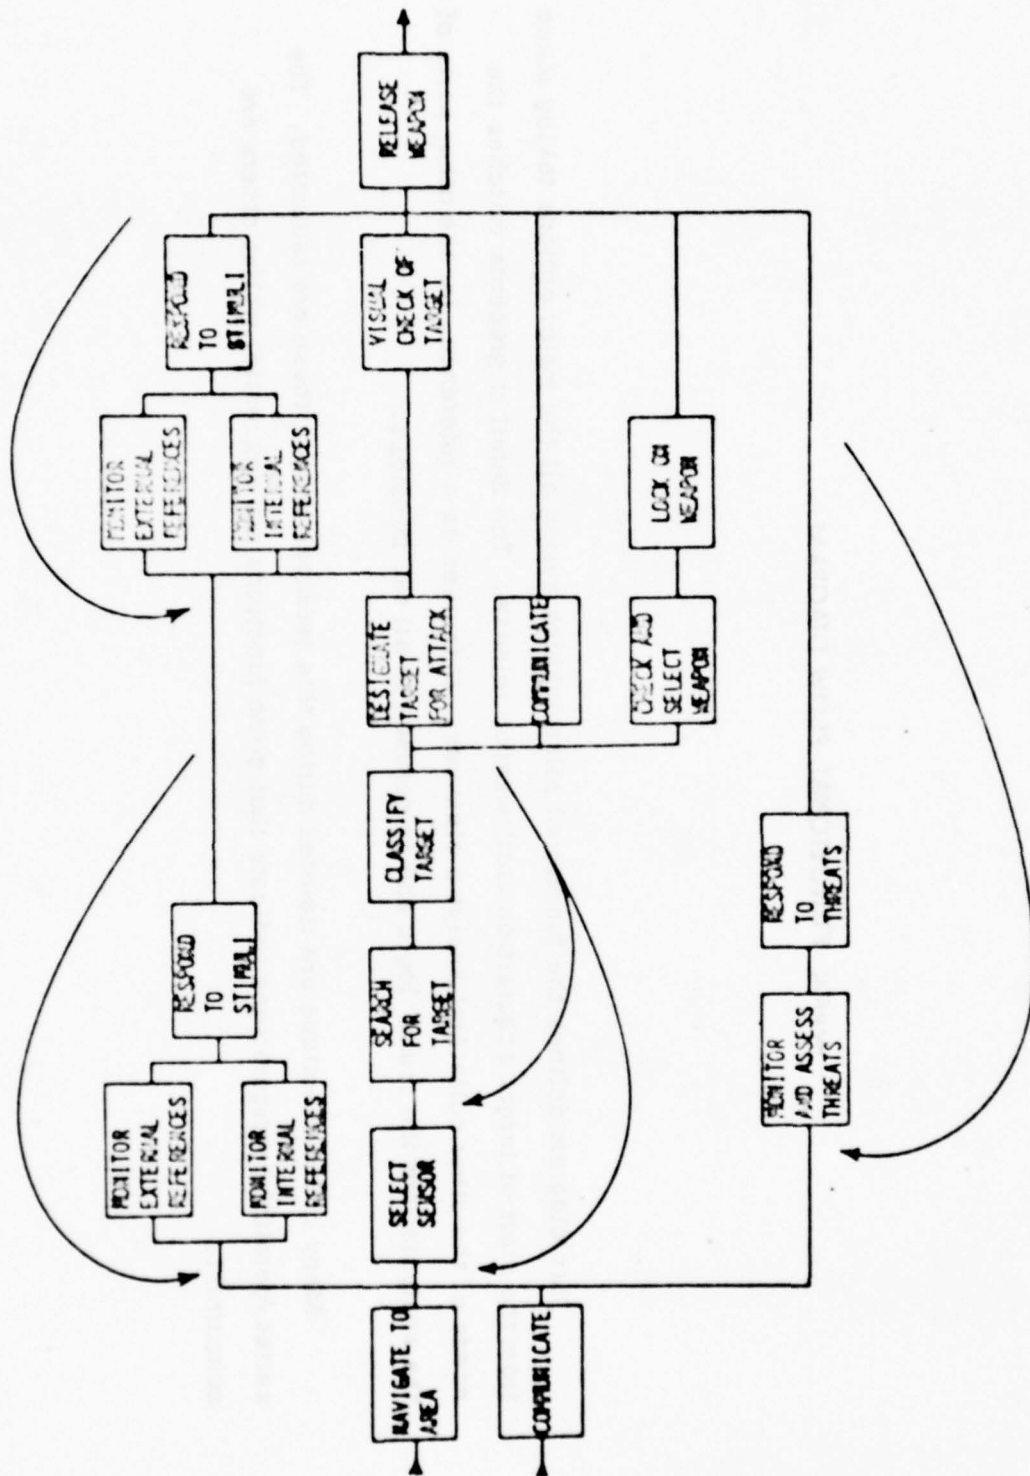 NAVIGATE TO
AREA
COMMUNICATE
MONITOR
EXTERNAL
REFERENCES
MONITOR
INTERNAL
REFERENCES
RESPOND
TO
STIMULI
SELECT
SENSOR
SEARCH
FOR
TARGET
CLASSIFY
TARGET
MONITOR
AND ASSESS
THREATS
RESPOND
TO
THREATS
DESIGNATE
TARGET
FOR ATTACK
COMMUNICATE
CHECK AND
SELECT
WEAPON
LOCK ON
WEAPON
MONITOR
EXTERNAL
REFERENCES
MONITOR
INTERNAL
REFERENCES
RESPOND
TO
STIMULI
VISUAL
CHECK OF
TARGET
RELEASE
WEAPON